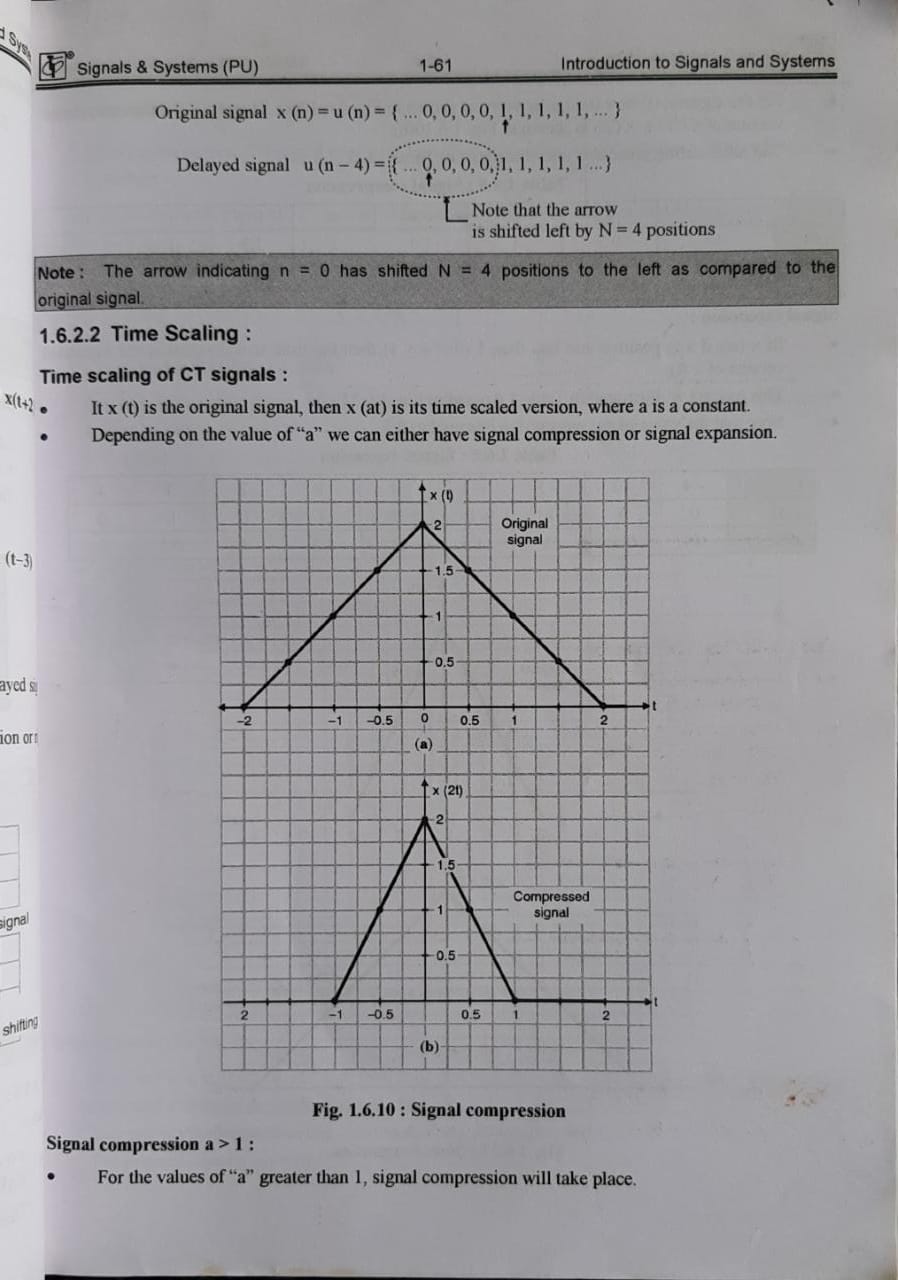 Signals & Systems (PU) 1-61 Introduction to Signals and Systems
Original signal x (n) = u (n) = { ... 0, 0, 0, 0, 1, 1, 1, 1, 1, ... }
↑
Delayed signal u (n – 4) = { ... 0, 0, 0, 0, 1, 1, 1, 1, 1 ...}
↑
Note that the arrow
is shifted left by N = 4 positions
Note : The arrow indicating n = 0 has shifted N = 4 positions to the left as compared to the
original signal.
1.6.2.2 Time Scaling :
Time scaling of CT signals :
x(t+2
• It x (t) is the original signal, then x (at) is its time scaled version, where a is a constant.
• Depending on the value of “a” we can either have signal compression or signal expansion.
x (t)
2
Original
signal
(t–3)
1.5
1
0.5
ayed si
t
–2 –1 –0.5 0 0.5 1 2
ion or
(a)
x (2t)
2
1.5
Compressed
signal
1
signal
0.5
t
2 –1 –0.5 0.5 1 2
shifting
(b)
Fig. 1.6.10 : Signal compression
Signal compression a > 1 :
• For the values of “a” greater than 1, signal compression will take place.